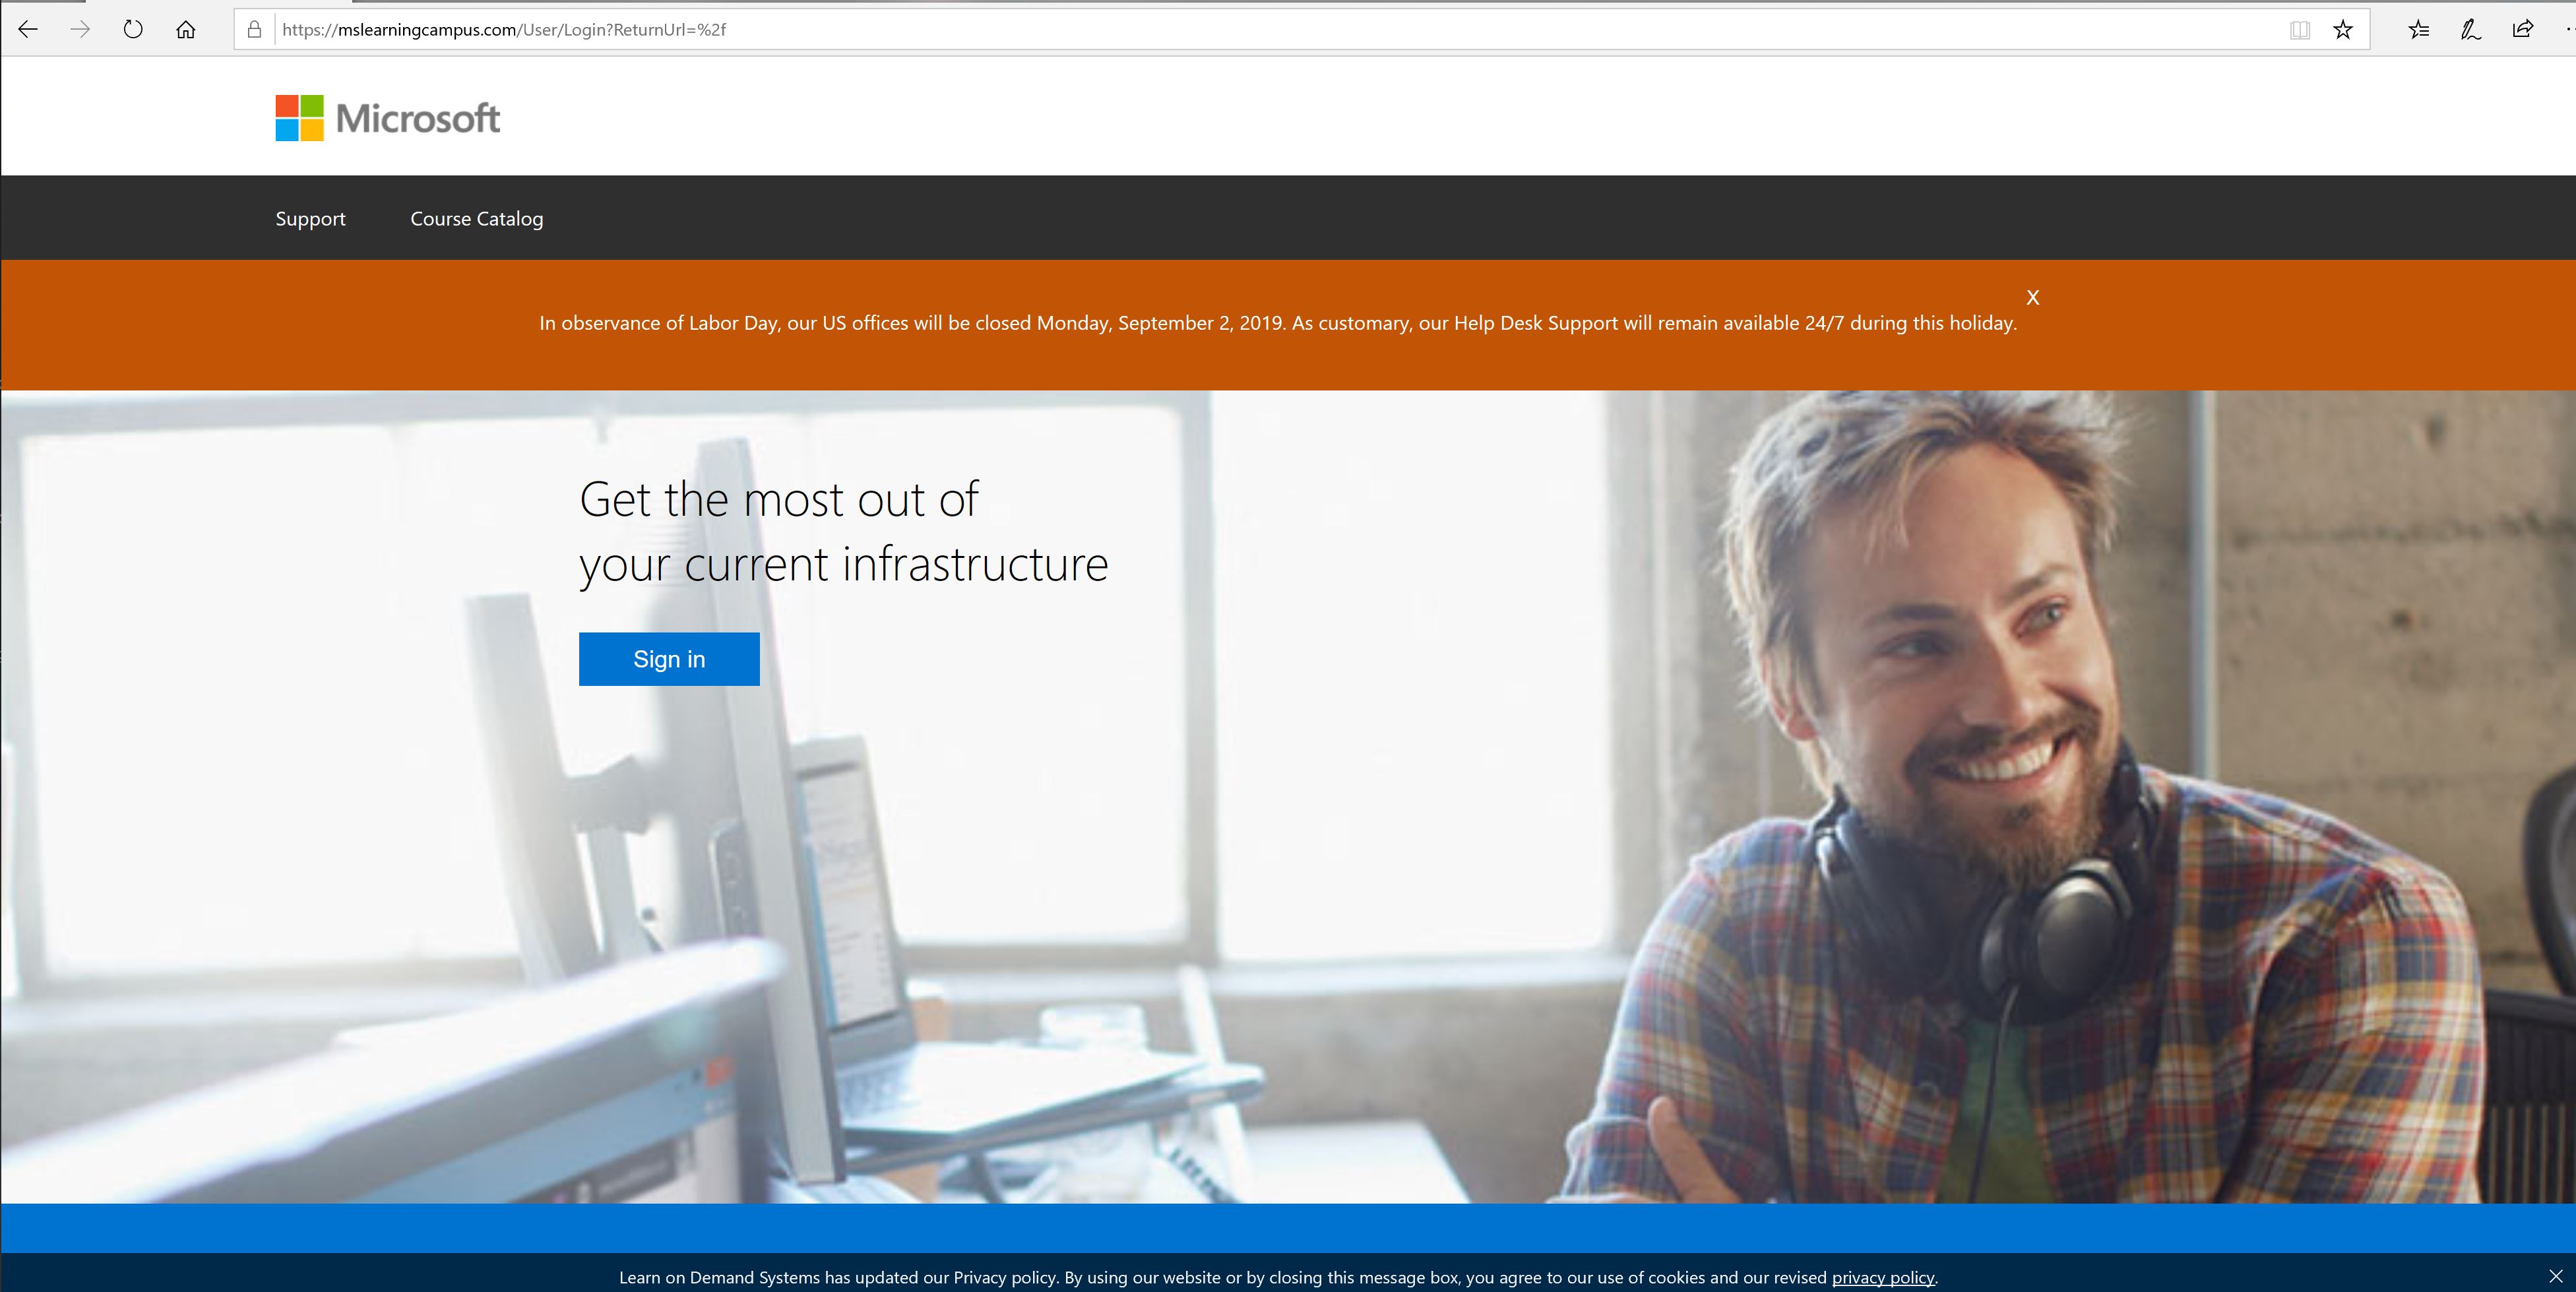 https://mslearningcampus.com/User/Login?ReturnUrl=%2f
Microsoft
Support
Course Catalog
X
In observance of Labor Day, our US offices will be closed Monday, September 2, 2019. As customary, our Help Desk Support will remain available 24/7 during this holiday.
Get the most out of
your current infrastructure
Sign in
Learn on Demand Systems has updated our Privacy policy. By using our website or by closing this message box, you agree to our use of cookies and our revised privacy policy.